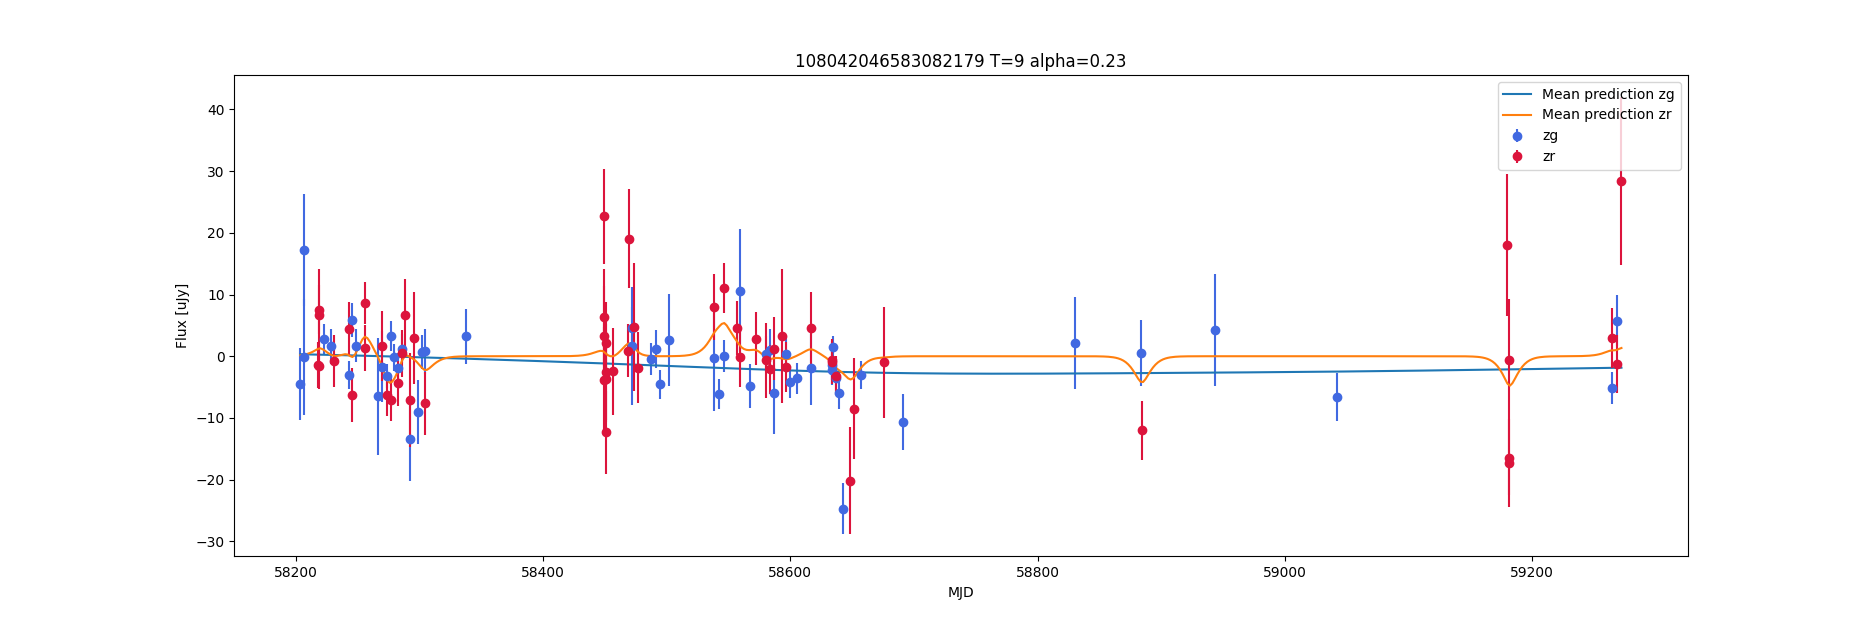 108042046583082179 T=9 alpha=0.23
Mean prediction zg
Mean prediction zr
zg
zr
Flux [uJy]
40
30
20
10
0
−10
−20
−30
58200 58400 58600 58800 59000 59200
MJD